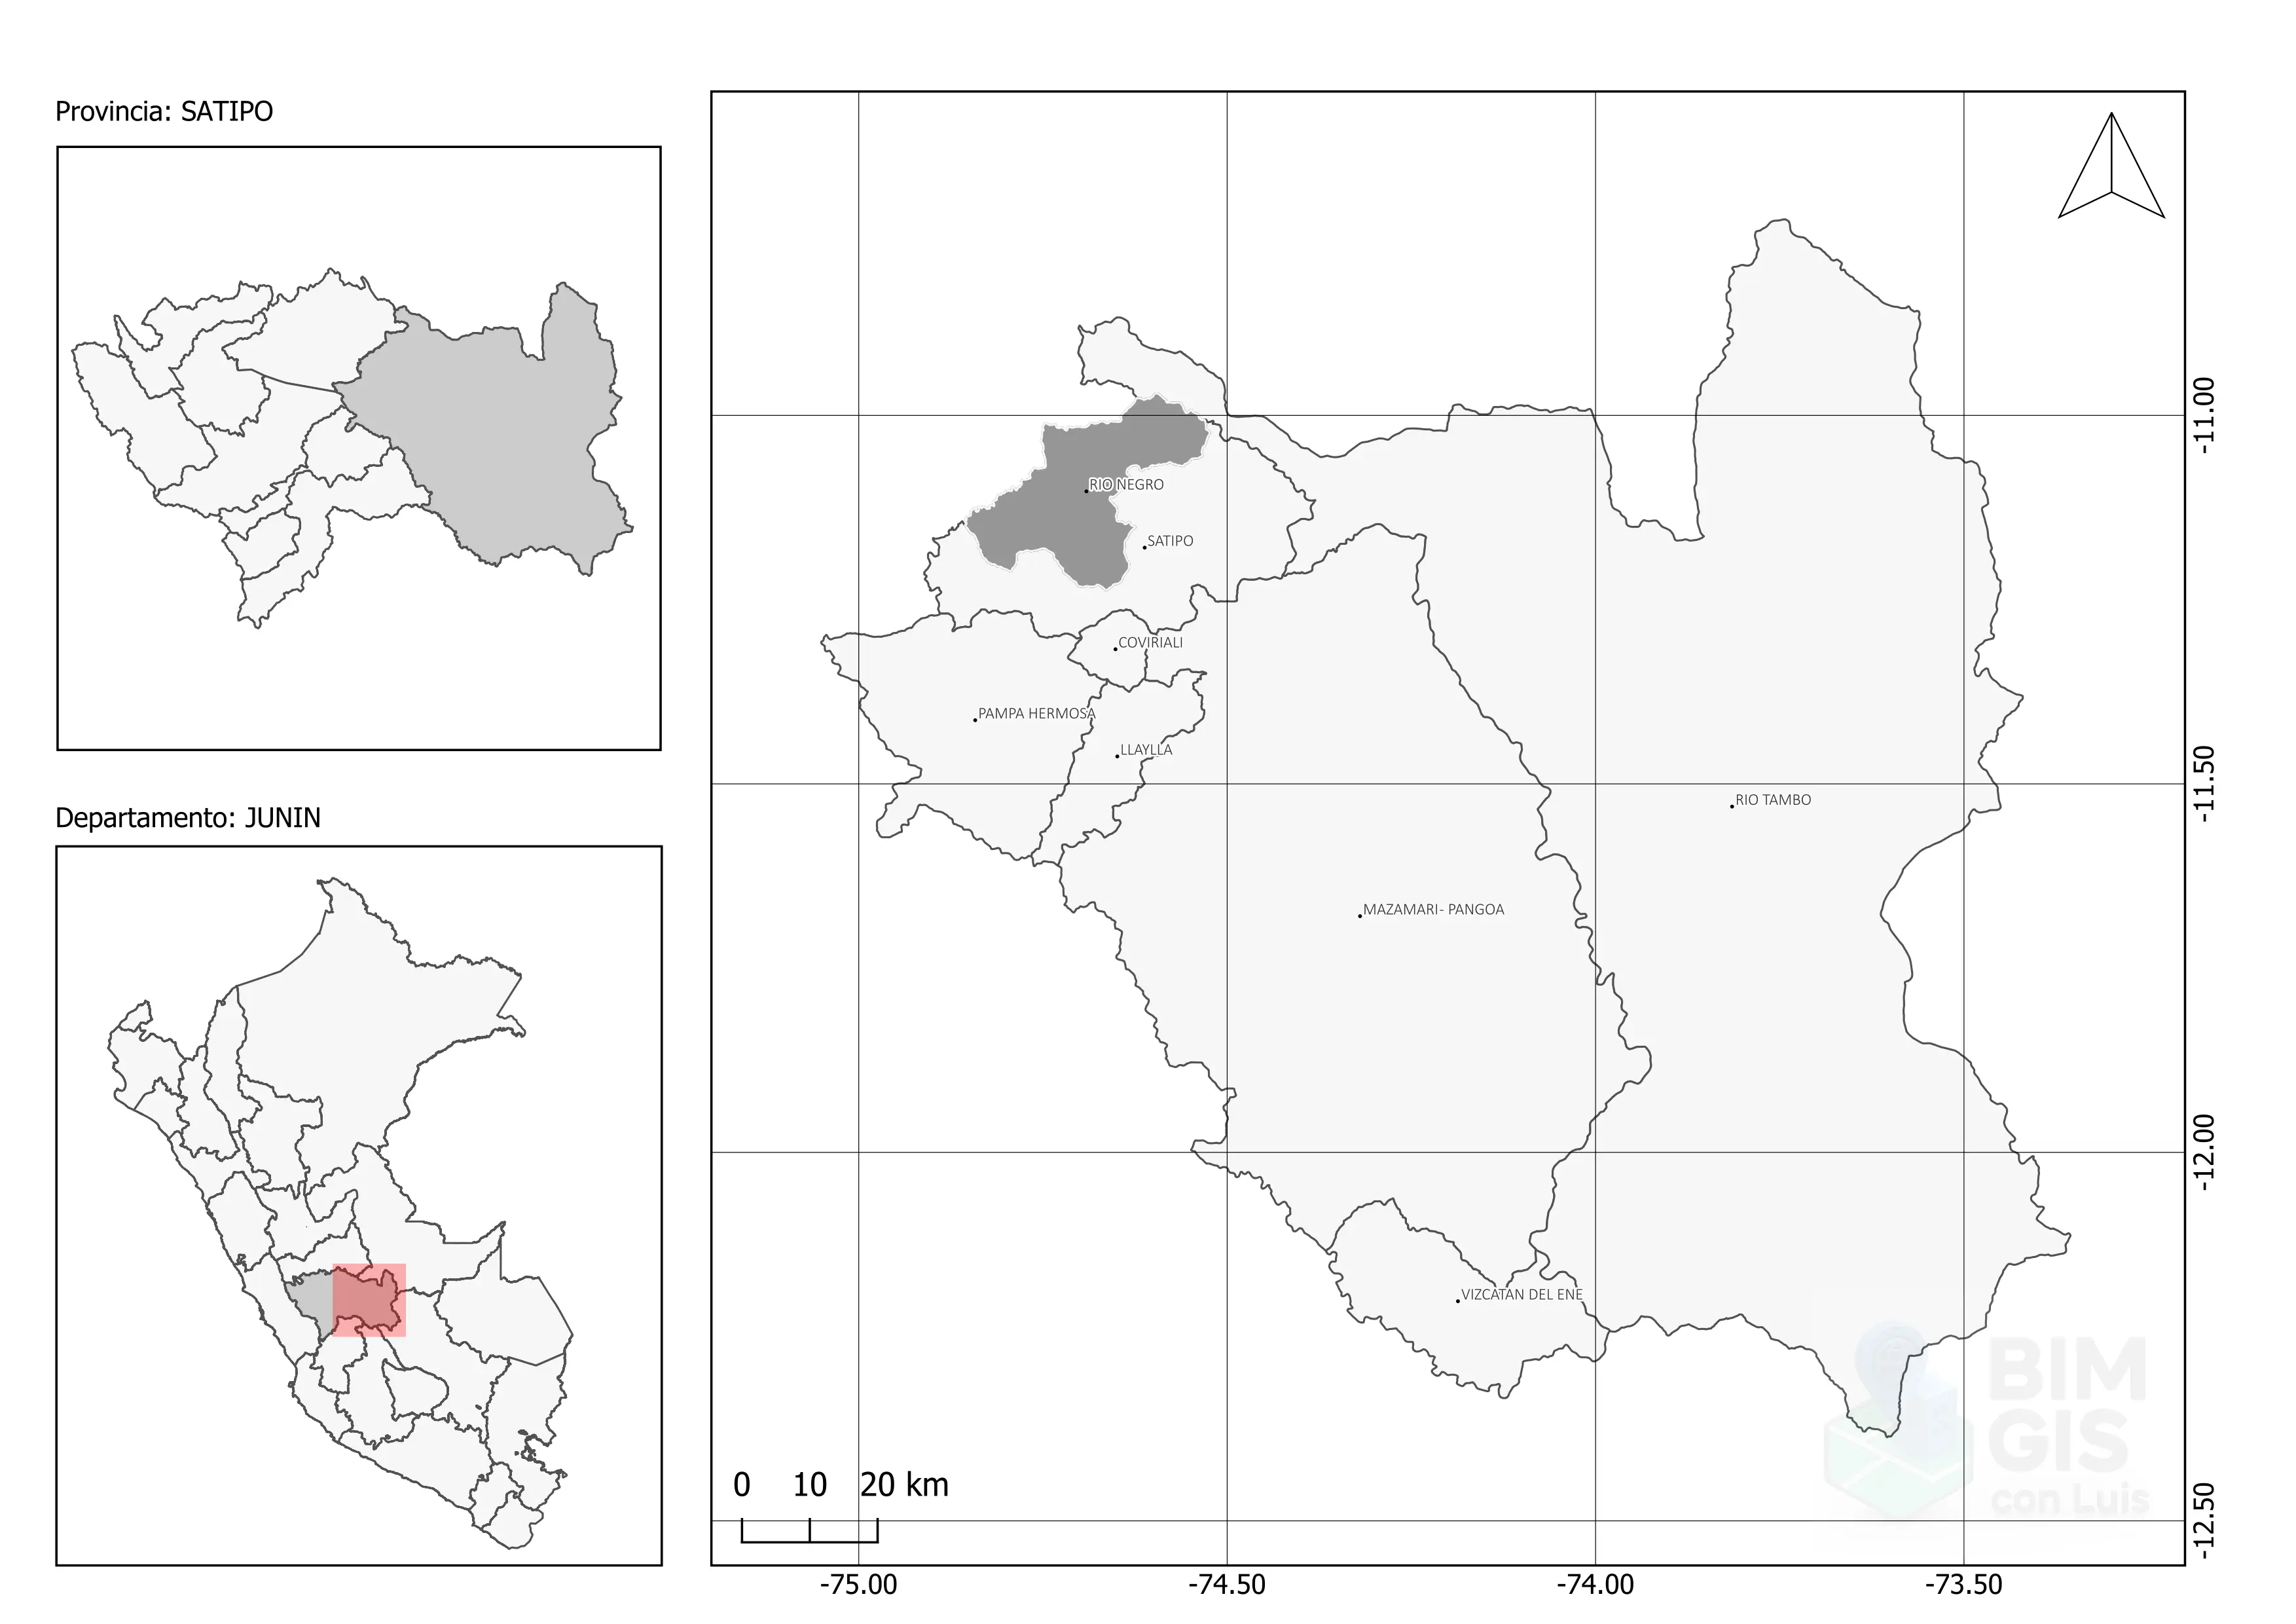 Provincia: SATIPO
Departamento: JUNIN
RIO NEGRO
SATIPO
COVIRIALI
PAMPA HERMOSA
LLAYLLA
RIO TAMBO
MAZAMARI - PANGOA
VIZCATAN DEL ENE
-11.00
-11.50
-12.00
-12.50
0 10 20 km
BIM
GIS
con Luis
-75.00 -74.50 -74.00 -73.50